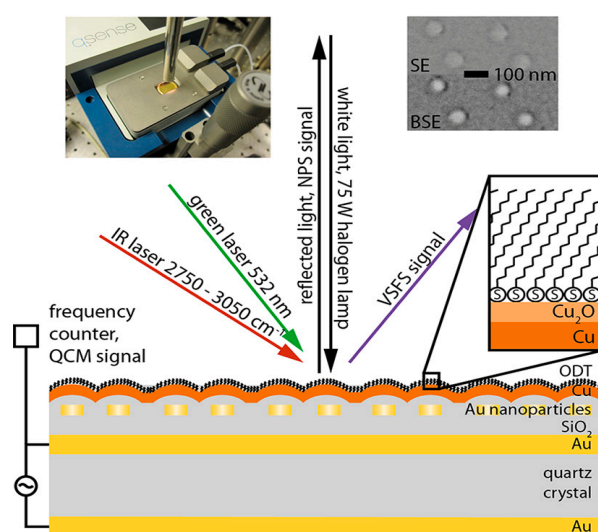 qsense
SE
100 nm
BSE
reflected light, NPS signal
white light, 75 W halogen lamp
green laser 532 nm
IR laser 2750 - 3050 cm⁻¹
VSFS signal
frequency
counter,
QCM signal
S S S S S S
Cu₂O
Cu
ODT
Cu
Au nanoparticles
SiO₂
Au
quartz
crystal
Au